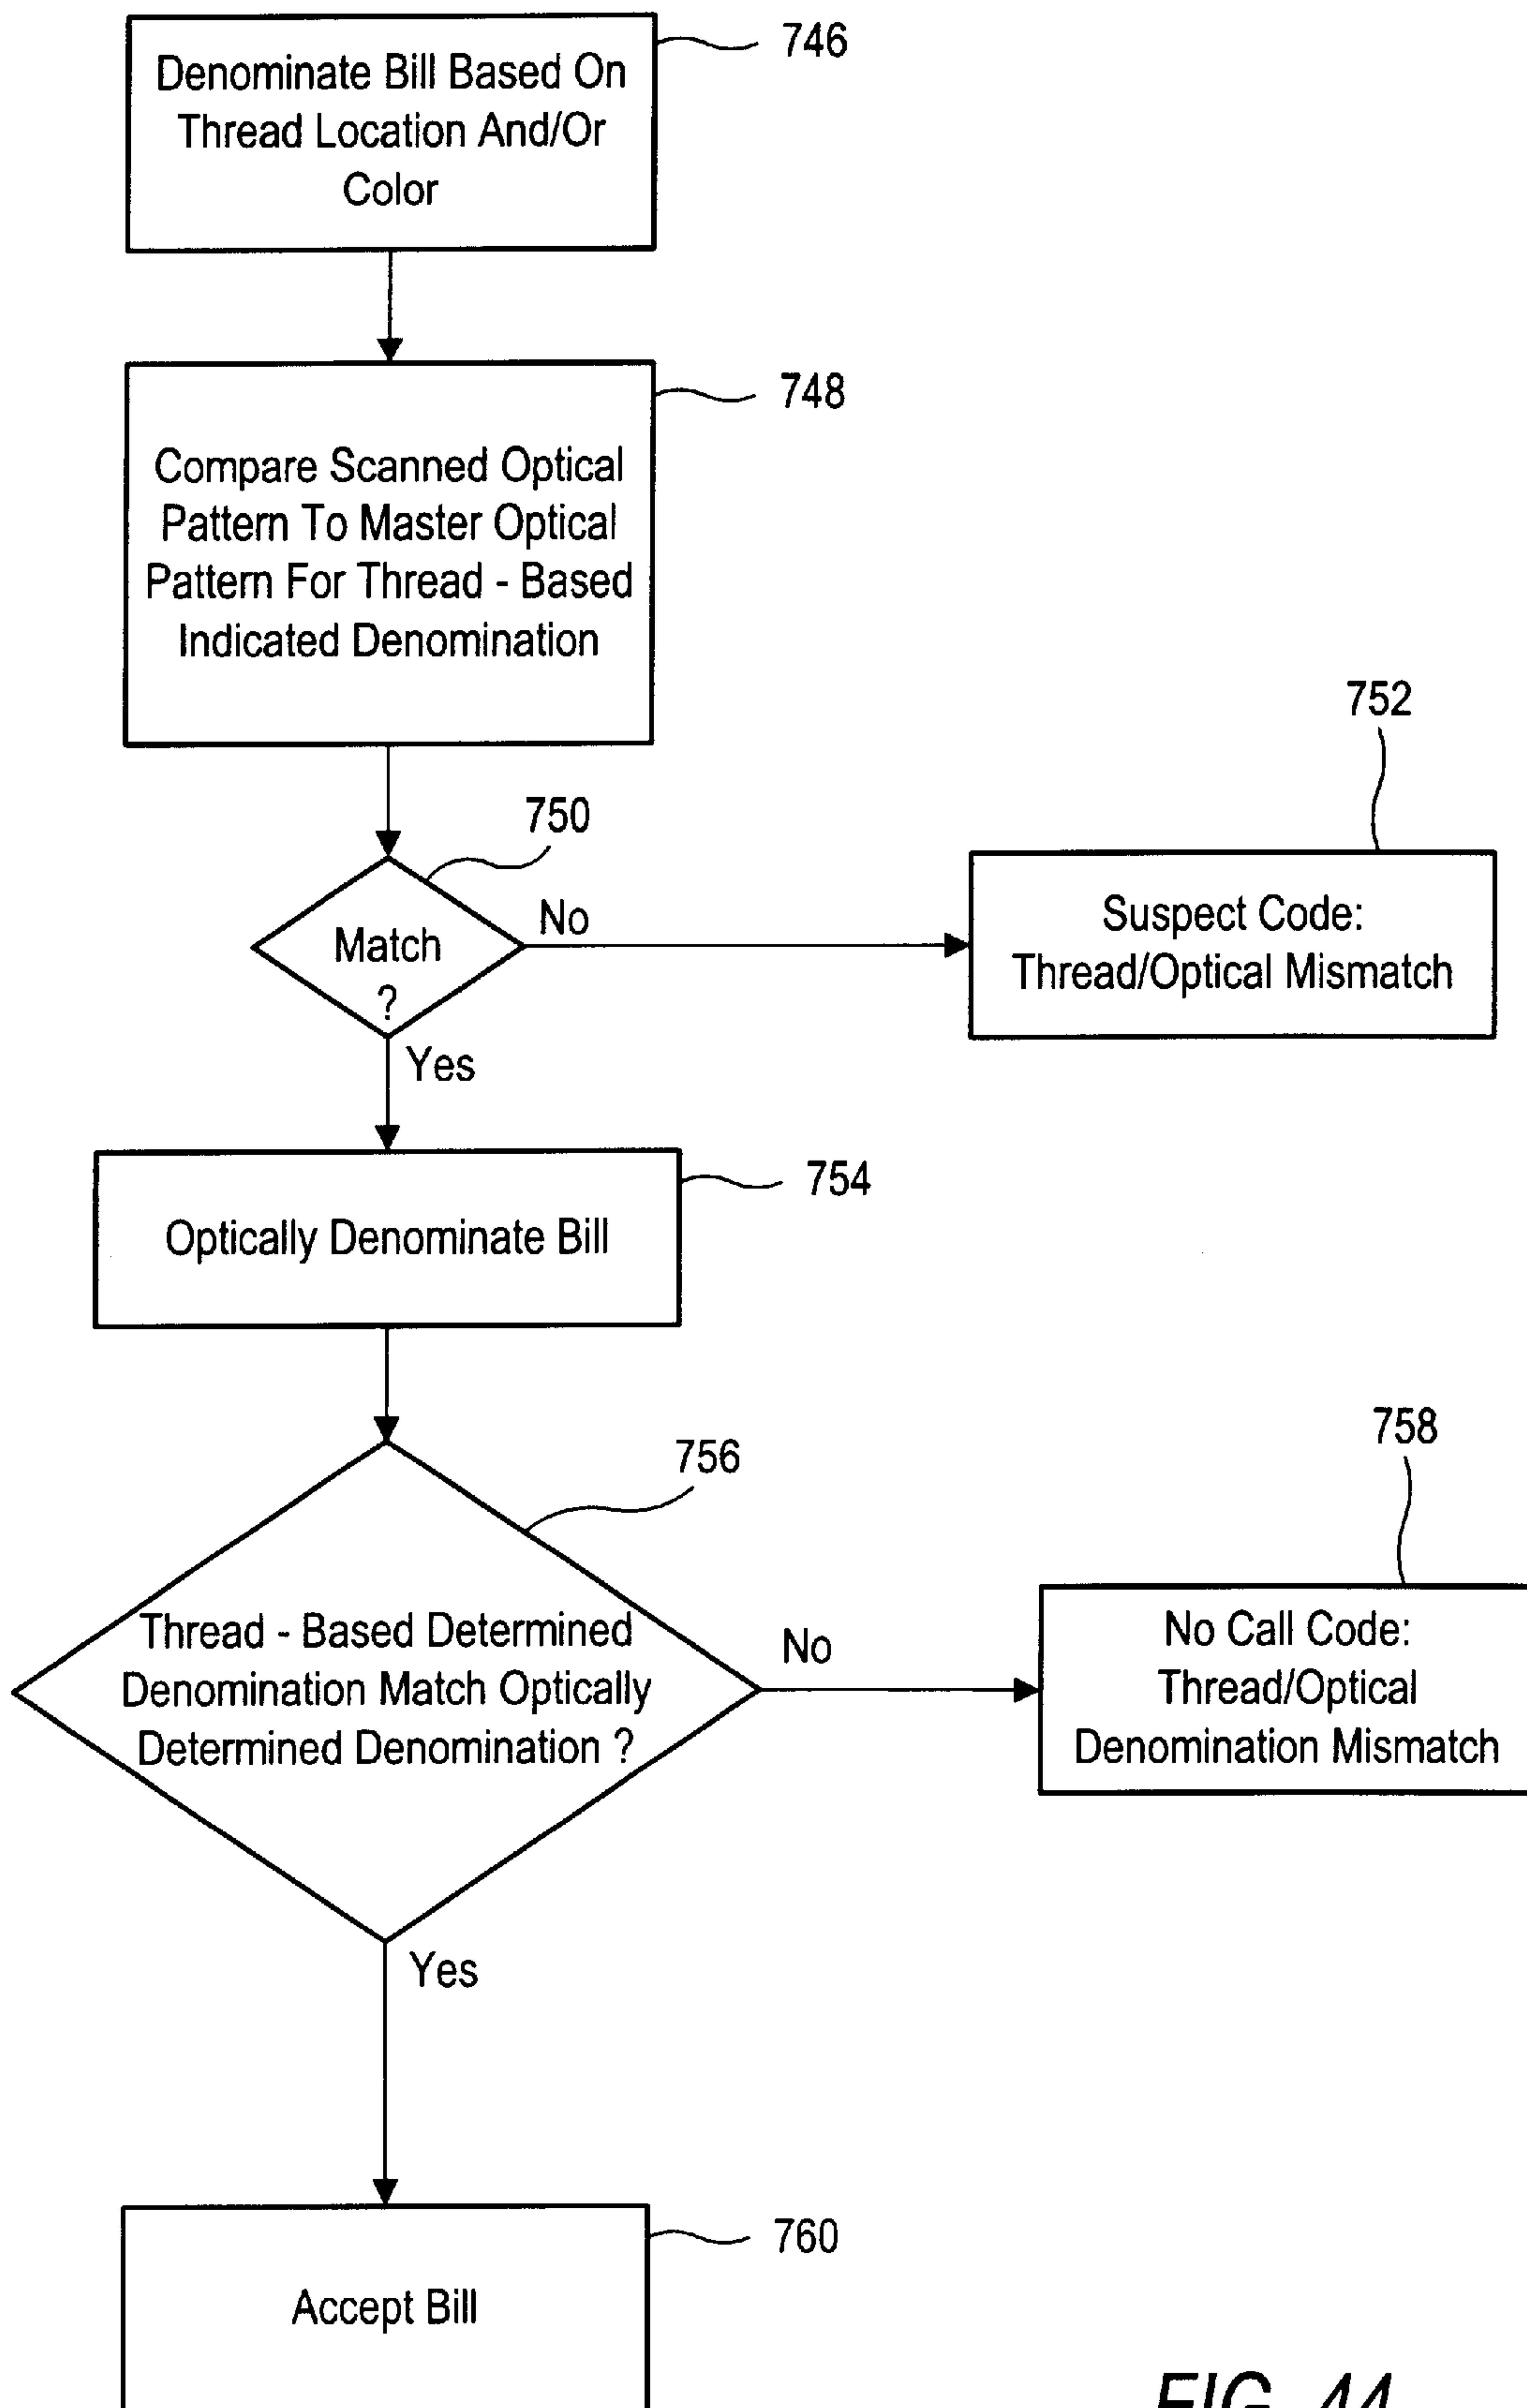 746
Denominate Bill Based On
Thread Location And/Or
Color
748
Compare Scanned Optical
Pattern To Master Optical
Pattern For Thread - Based
Indicated Denomination
752
750
Match
?
No
Suspect Code:
Thread/Optical Mismatch
Yes
754
Optically Denominate Bill
756
758
Thread - Based Determined
Denomination Match Optically
Determined Denomination ?
No
No Call Code:
Thread/Optical
Denomination Mismatch
Yes
760
Accept Bill
FIG. 44